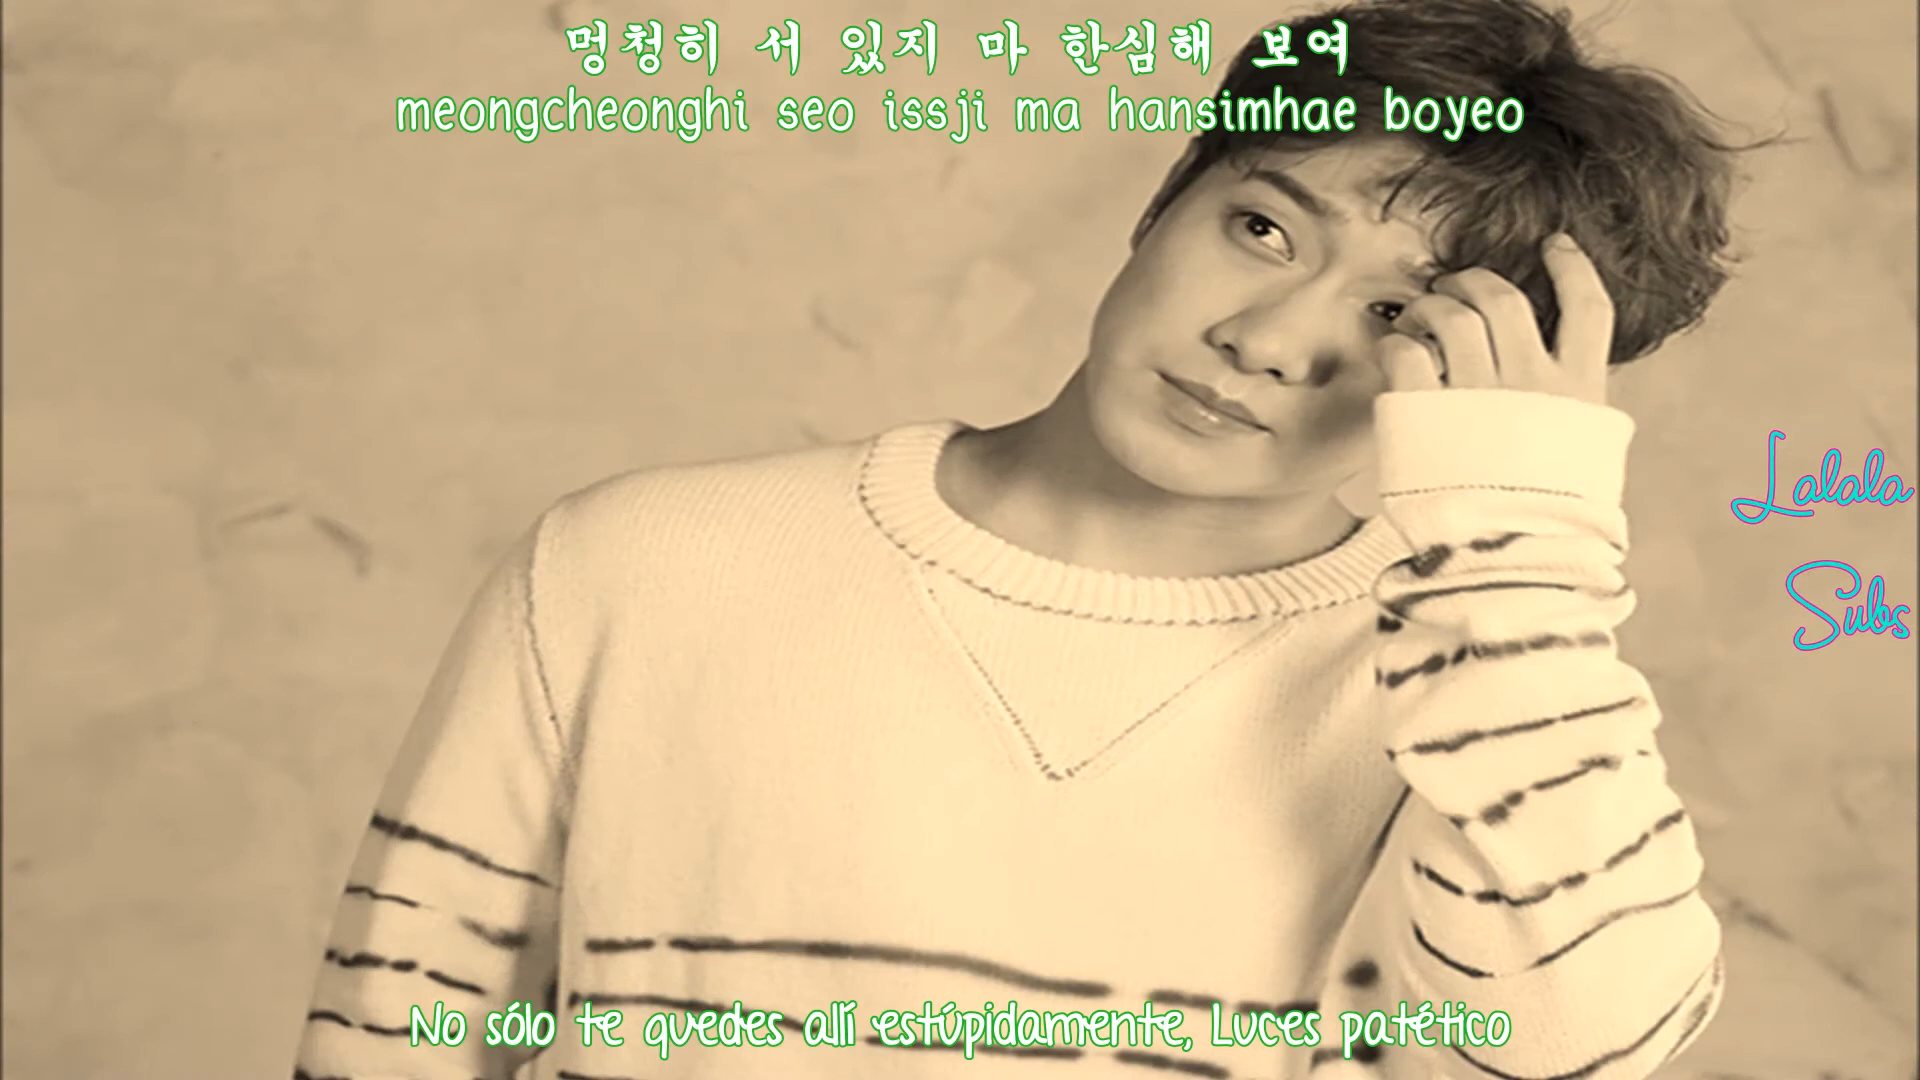 멍청히 서 있지 마 한심해 보여
meongcheonghi seo issji ma hansimhae boyeo
Lalala
Subs
No sólo te quedes allí estúpidamente, Luces patético